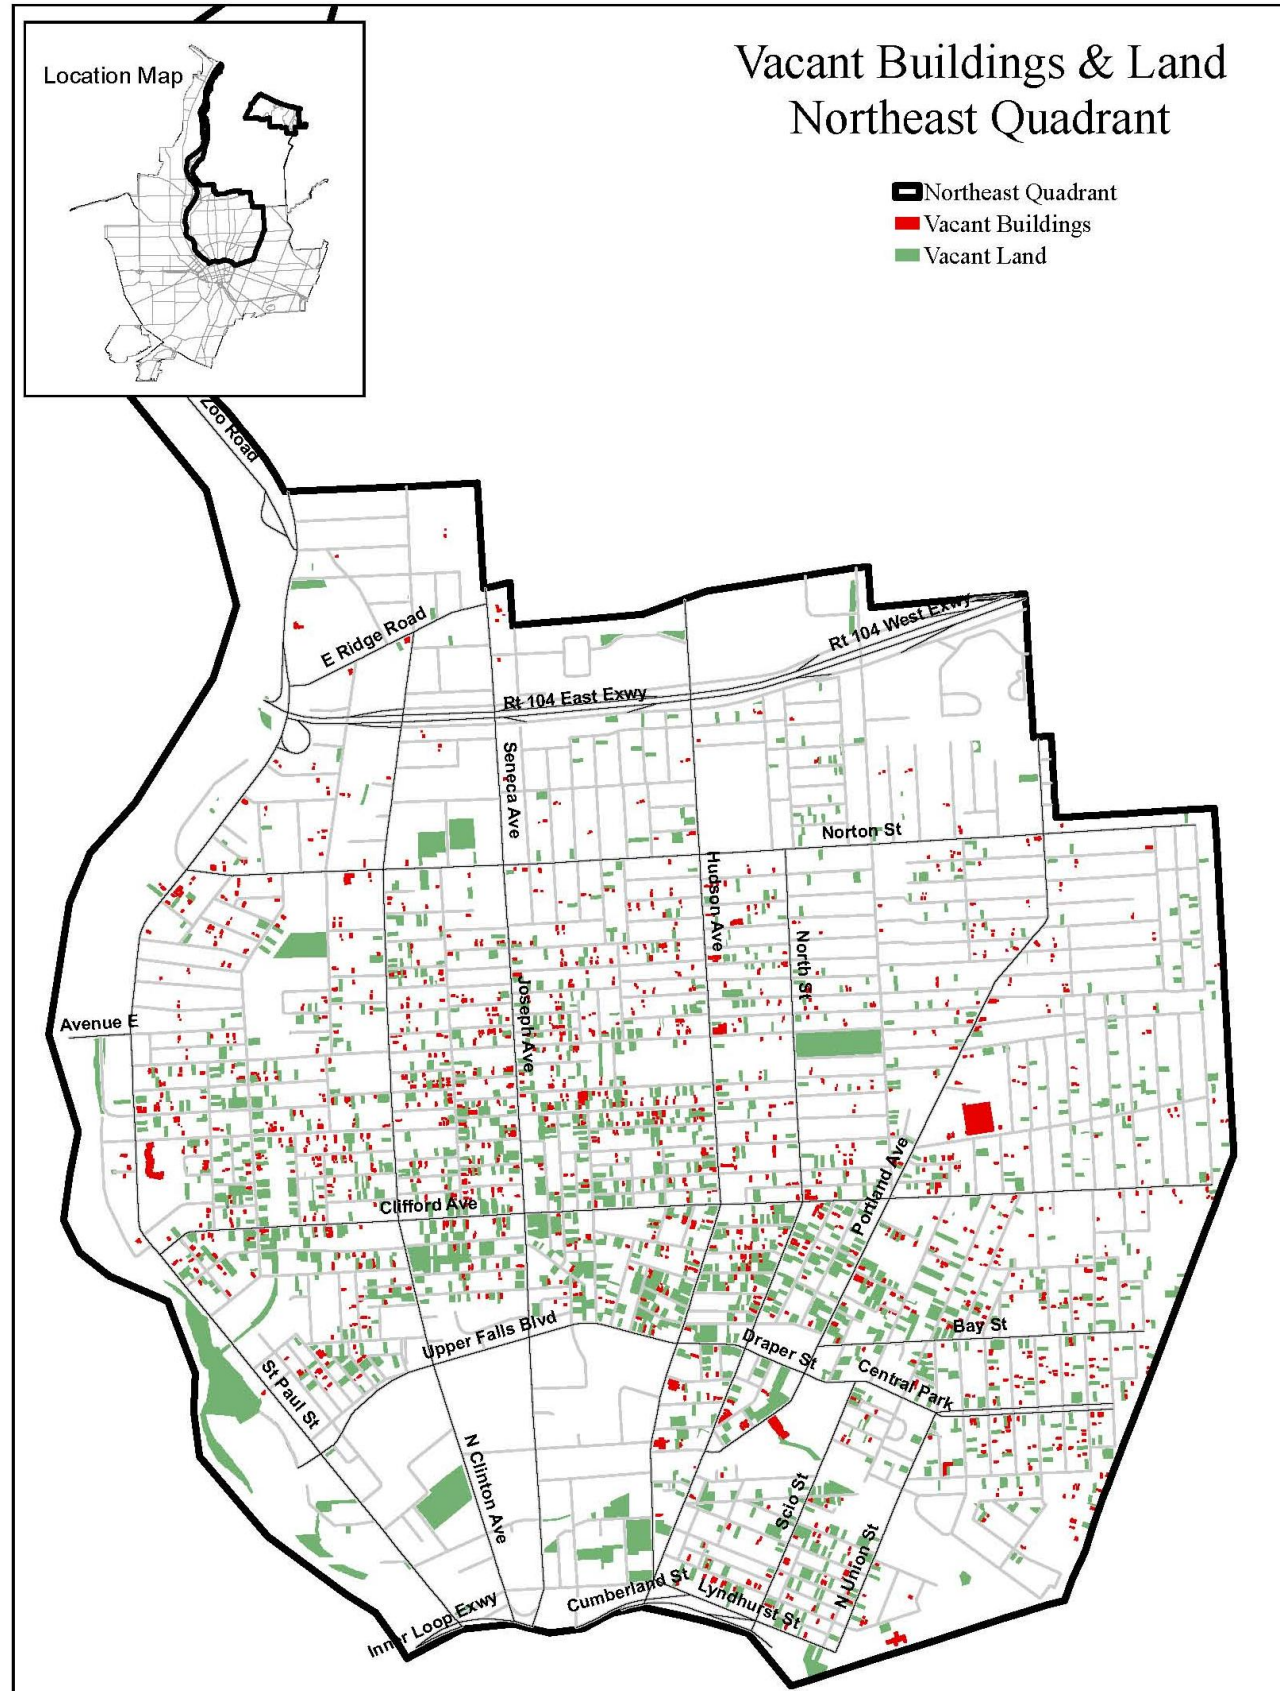 Vacant Buildings & Land
Northeast Quadrant
Location Map
Northeast Quadrant
Vacant Buildings
Vacant Land
Zoo Road
E Ridge Road
Rt 104 West Exwy
Rt 104 East Exwy
Seneca Ave
Norton St
Hudson Ave
North St
Joseph Ave
Avenue E
Portland Ave
Clifford Ave
Upper Falls Blvd
Bay St
Draper St
Central Park
St Paul St
N Clinton Ave
Scio St
N Union St
Cumberland St
Lyndhurst St
Inner Loop Exwy